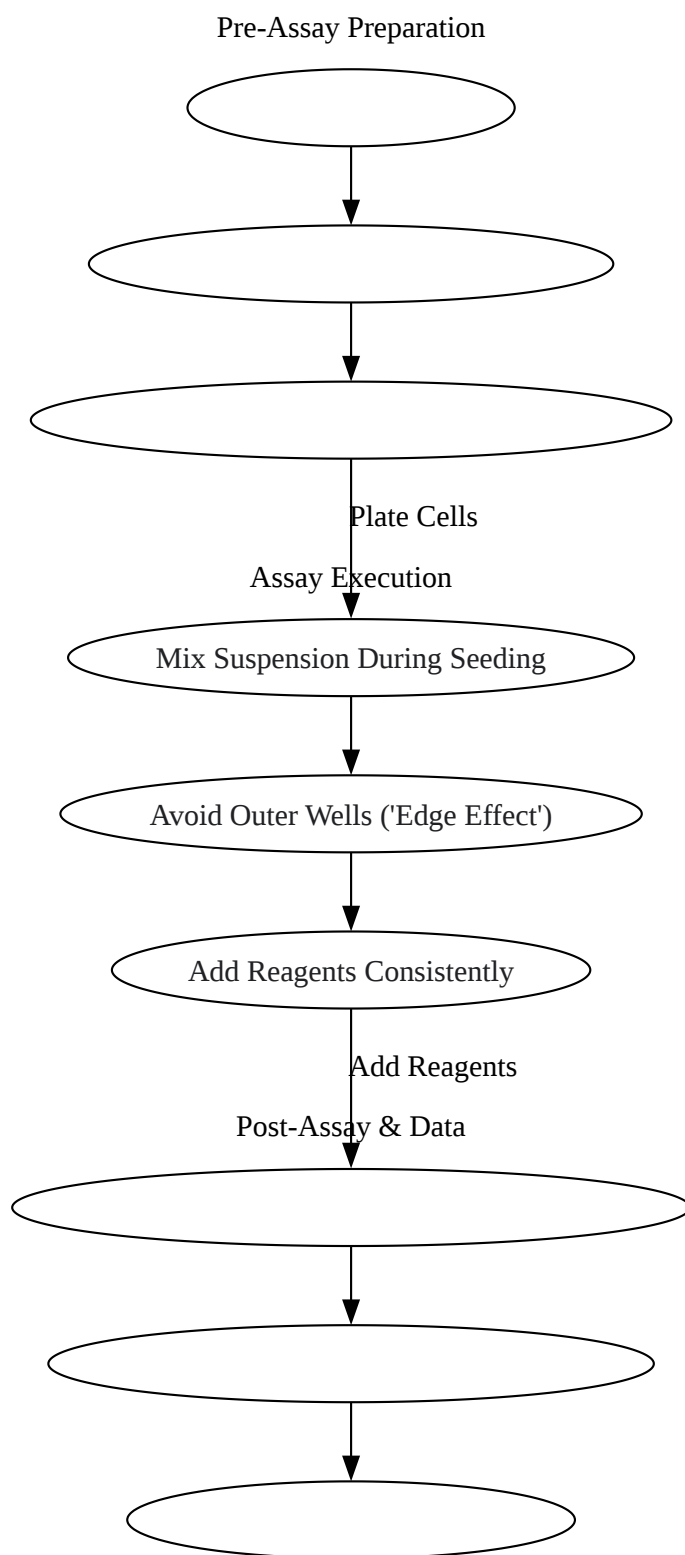 Pre-Assay Preparation
Plate Cells
Assay Execution
Mix Suspension During Seeding
Avoid Outer Wells ('Edge Effect')
Add Reagents Consistently
Add Reagents
Post-Assay & Data